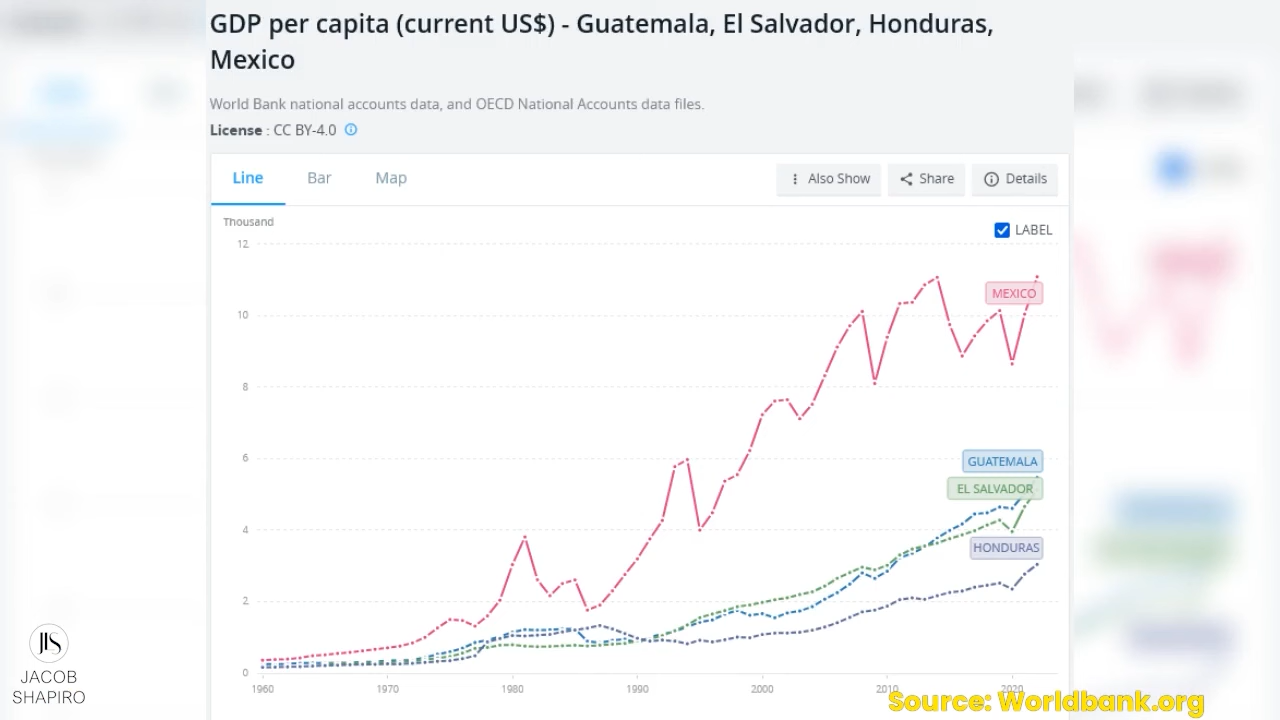 GDP per capita (current US$) - Guatemala, El Salvador, Honduras,
Mexico
World Bank national accounts data, and OECD National Accounts data files.
License : CC BY-4.0
Line Bar Map Also Show Share Details
Thousand
LABEL
12
MEXICO
10
8
6
GUATEMALA
EL SALVADOR
4
HONDURAS
2
0
1960 1970 1980 1990 2000 2010 2020
Source: Worldbank.org
JS
JACOB
SHAPIRO